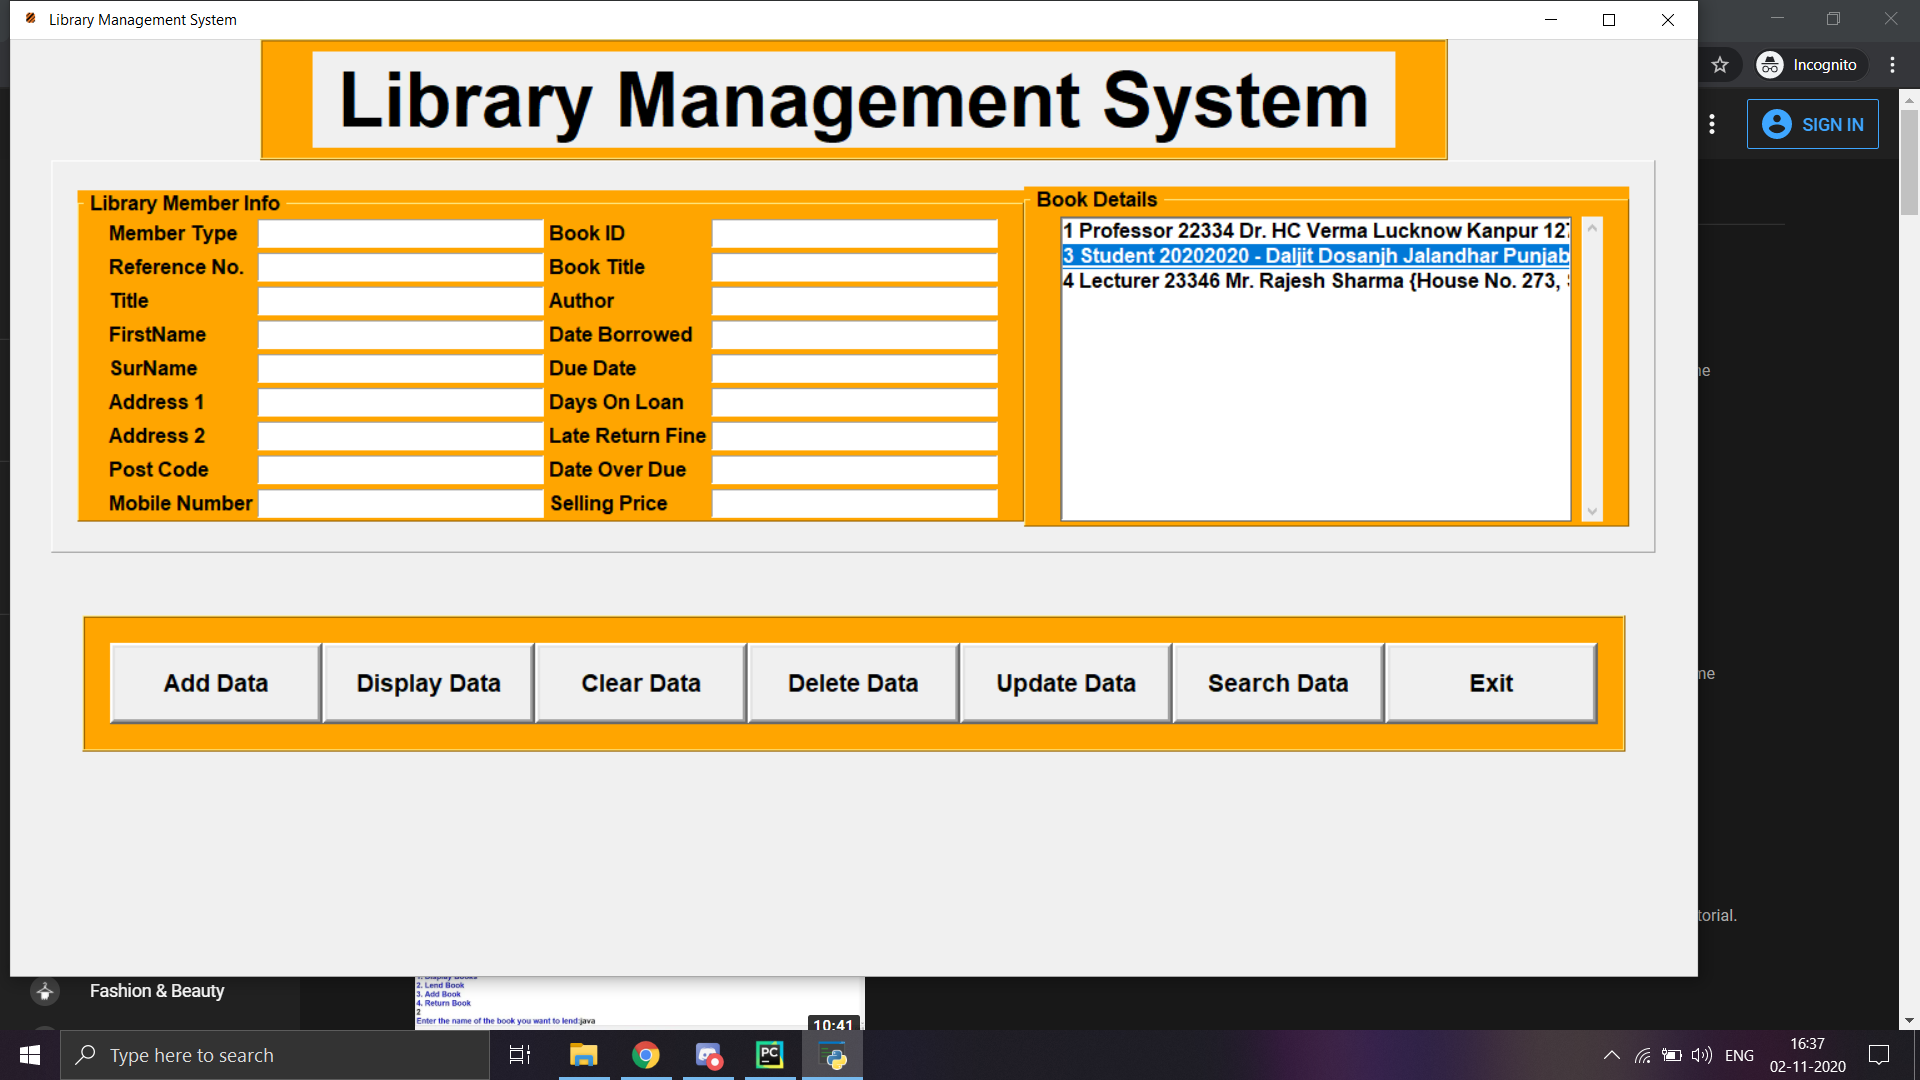 Library Management System
Library Management System
Incognito
SIGN IN
Library Member Info
Member Type
Reference No.
Title
FirstName
SurName
Address 1
Address 2
Post Code
Mobile Number
Book ID
Book Title
Author
Date Borrowed
Due Date
Days On Loan
Late Return Fine
Date Over Due
Selling Price
Book Details
1 Professor 22334 Dr. HC Verma Lucknow Kanpur 127
3 Student 20202020 - Daljit Dosanjh Jalandhar Punjab
4 Lecturer 23346 Mr. Rajesh Sharma {House No. 273,
Add Data
Display Data
Clear Data
Delete Data
Update Data
Search Data
Exit
torial.
Fashion & Beauty
2. Lend Book
3. Add Book
4. Return Book
2
Enter the name of the book you want to lend:java
10:41
Type here to search
PC
ENG
16:37
02-11-2020